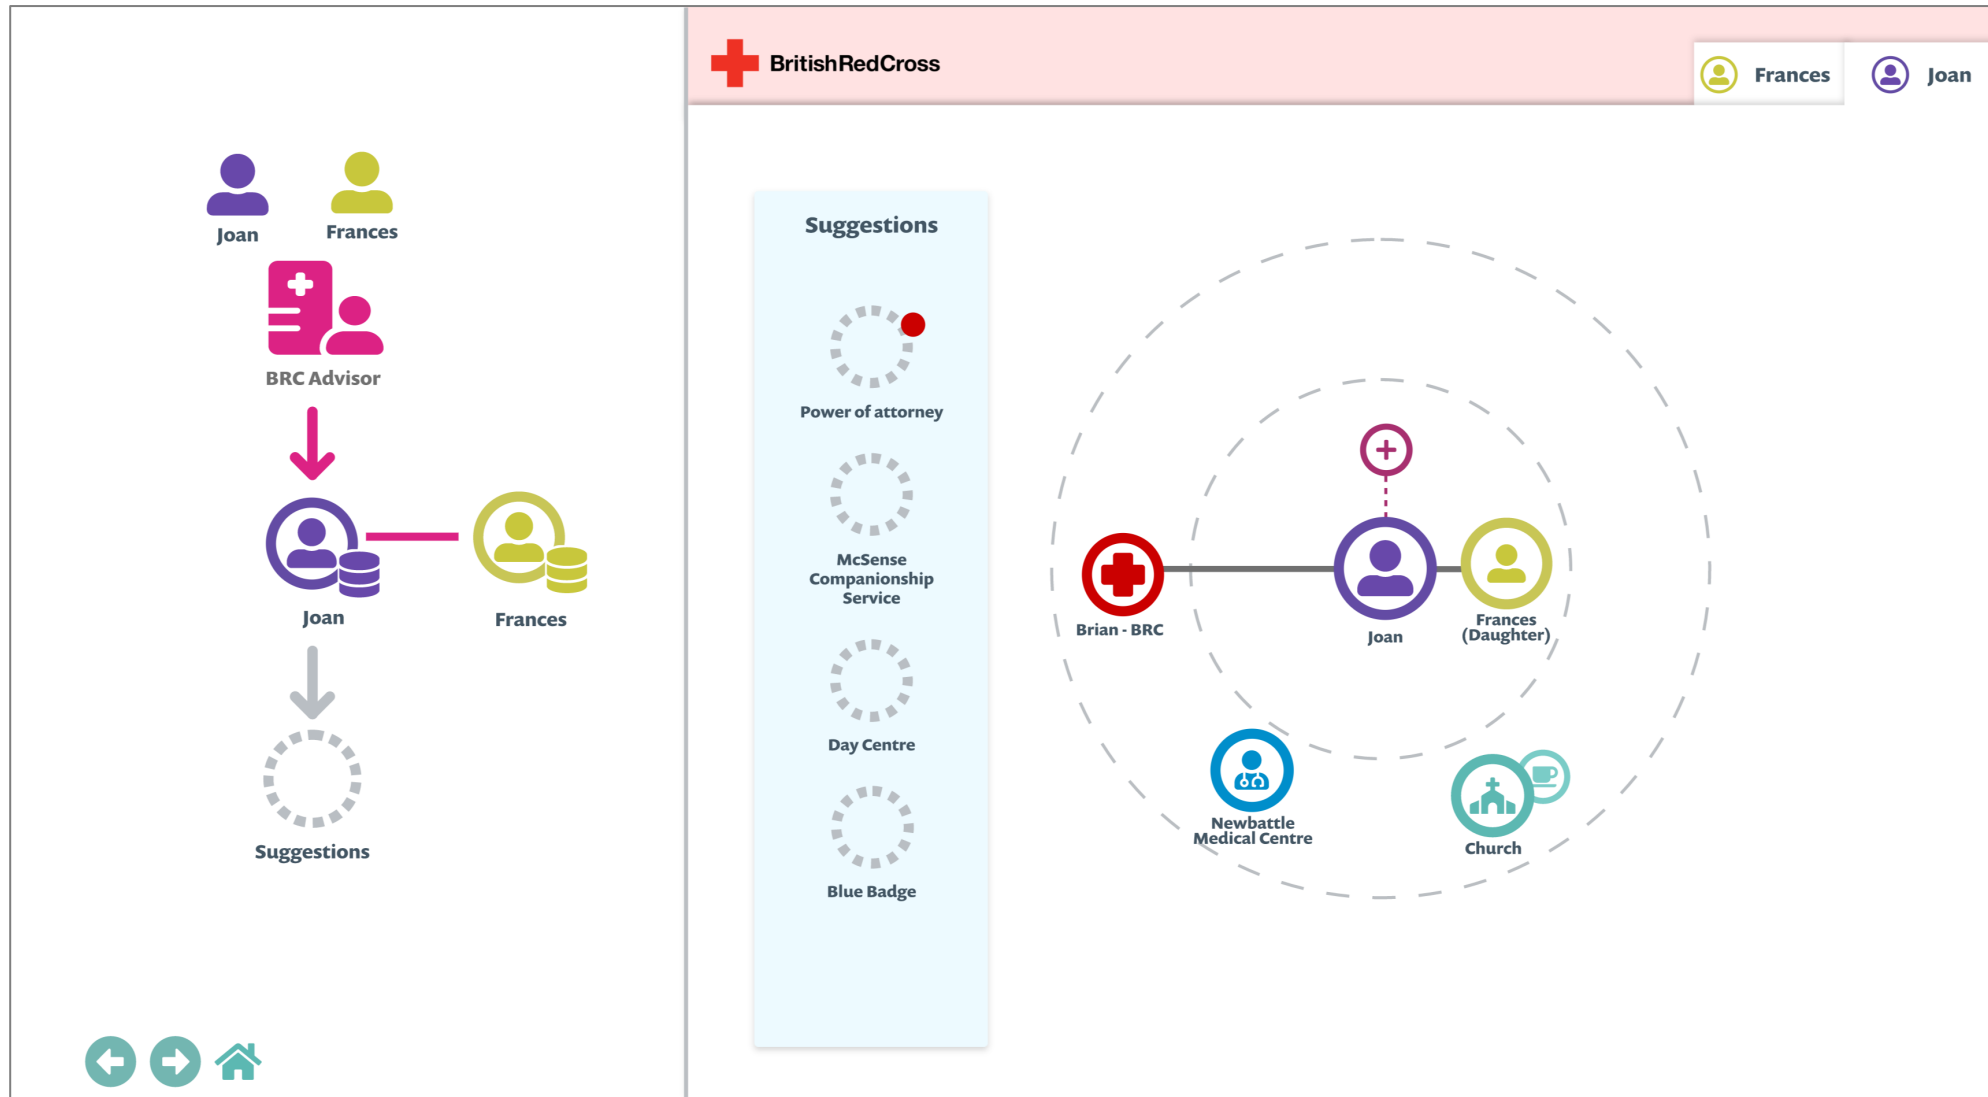 Joan
Frances
BRC Advisor
Joan
Frances
Suggestions
BritishRedCross
Frances
Joan
Suggestions
Power of attorney
McSense
Companionship
Service
Day Centre
Blue Badge
Brian - BRC
Joan
Frances
(Daughter)
Newbattle
Medical Centre
Church